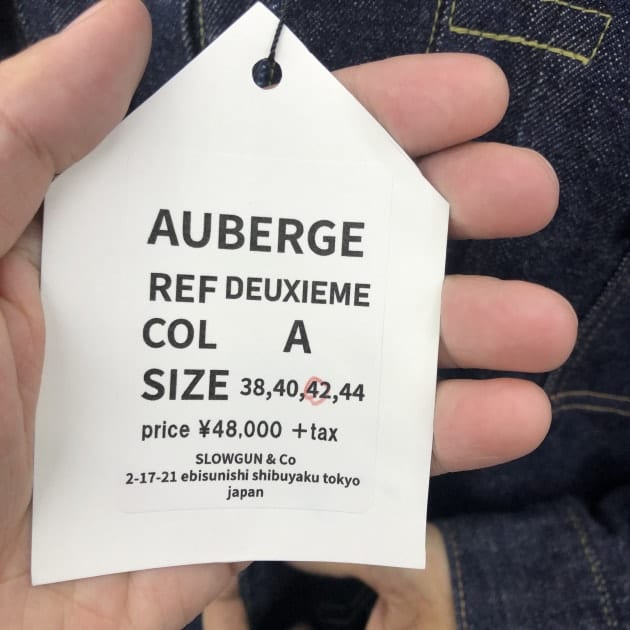 AUBERGE
REF DEUXIEME
COL A
SIZE 38,40,42,44
price ¥48,000 +tax
SLOWGUN & Co
2-17-21 ebisunishi shibuyaku tokyo
japan